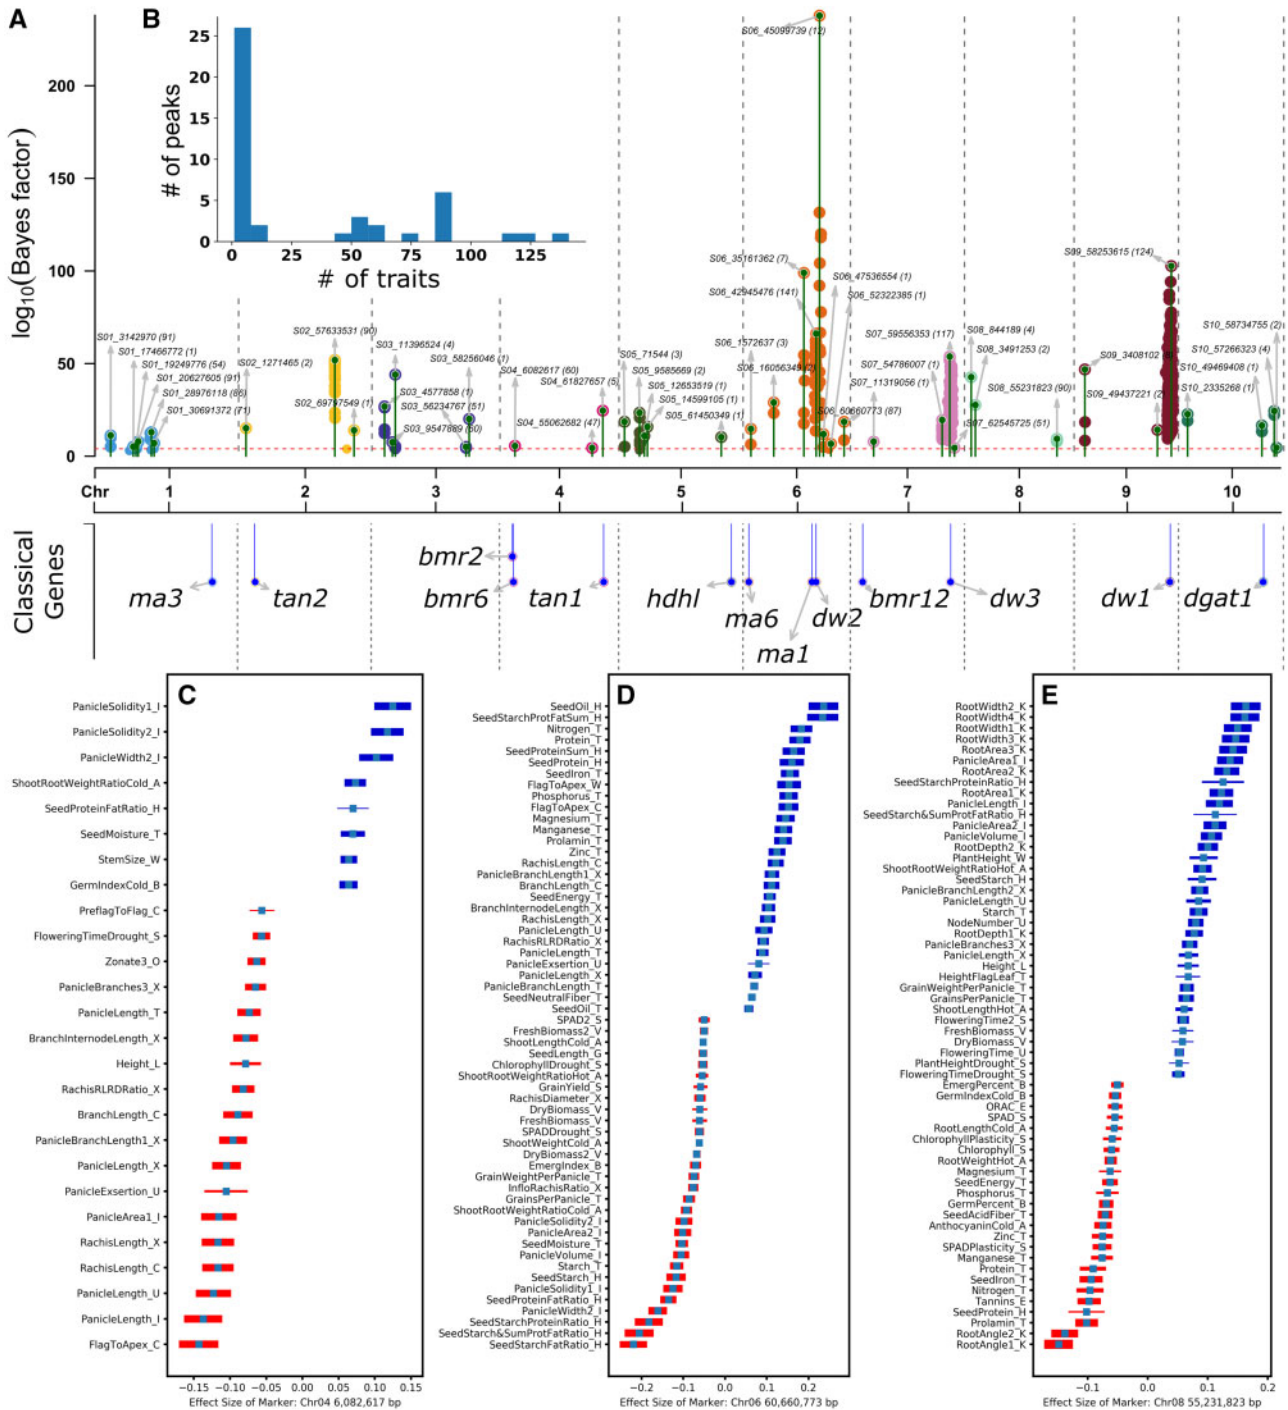 A
B
log10(Bayes factor)
200
150
100
50
0
# of peaks
25
20
15
10
5
0
0 25 50 75 100 125
# of traits
S06_45099739 (12)
S06_35161362 (7)
S06_42945476 (141)
S06_47536554 (1)
S06_52322385 (1)
S09_58253615 (124)
S01_3142970 (91)
S01_17466772 (1)
S01_19249776 (54)
S01_20627605 (91)
S01_28976118 (86)
S01_30691372 (71)
S02_1271465 (2)
S02_57633531 (90)
S02_69797549 (1)
S03_11396524 (4)
S03_58256046 (1)
S03_4577858 (1)
S03_56234767 (51)
S03_9547889 (50)
S04_6082617 (60)
S04_61827657 (5)
S04_55062682 (47)
S05_71544 (3)
S05_9585669 (2)
S05_12653519 (1)
S05_14599105 (1)
S05_61450349 (1)
S06_1572637 (3)
S06_16056349
S06_60660773 (87)
S07_59556353 (117)
S07_54786007 (1)
S07_11319056 (1)
S07_62545725 (51)
S08_844189 (4)
S08_3491253 (2)
S08_55231823 (90)
S09_3408102
S09_49437221 (2)
S10_58734755 (2)
S10_57266323 (4)
S10_49469408 (1)
S10_2335268 (1)
Chr 1 2 3 4 5 6 7 8 9 10
Classical
Genes
ma3
tan2
bmr2
bmr6
tan1
hdhl
ma6
ma1
dw2
bmr12
dw3
dw1
dgat1
C
PanicleSolidity1_I
PanicleSolidity2_I
PanicleWidth2_I
ShootRootWeightRatioCold_A
SeedProteinFatRatio_H
SeedMoisture_T
StemSize_W
GermIndexCold_B
PreflagToFlag_C
FloweringTimeDrought_S
Zonate3_O
PanicleBranches3_X
PanicleLength_T
BranchInternodeLength_X
Height_L
RachisRLRDRatio_X
BranchLength_C
PanicleBranchLength1_X
PanicleLength_X
PanicleExsertion_U
PanicleArea1_I
RachisLength_X
RachisLength_C
PanicleLength_U
PanicleLength_I
FlagToApex_C
−0.15 −0.10 −0.05 0.00 0.05 0.10 0.15
Effect Size of Marker: Chr04 6,082,617 bp
D
SeedOil_H
SeedStarchProtFatSum_H
Nitrogen_T
Protein_T
SeedProteinSum_H
SeedProtein_H
SeedIron_T
FlagToApex_W
Phosphorus_T
FlagToApex_C
Magnesium_T
Manganese_T
Prolamin_T
Zinc_T
RachisLength_C
PanicleBranchLength1_X
BranchLength_C
SeedEnergy_T
BranchInternodeLength_X
RachisLength_X
PanicleLength_U
RachisRLRDRatio_X
PanicleLength_T
PanicleExsertion_U
PanicleLength_X
PanicleBranchLength_T
SeedNeutralFiber_T
SeedOil_T
SPAD2_S
FreshBiomass2_V
ShootLengthCold_A
SeedLength_G
ChlorophyllDrought_S
ShootRootWeightRatioHot_A
GrainYield_S
RachisDiameter_X
DryBiomass_V
FreshBiomass_V
SPADDrought_S
ShootWeightCold_A
DryBiomass2_V
EmergIndex_B
GrainWeightPerPanicle_T
InfloRachisRatio_X
GrainsPerPanicle_T
ShootRootWeightRatioCold_A
PanicleSolidity2_I
PanicleArea2_I
SeedMoisture_T
PanicleVolume_I
Starch_T
SeedStarch_H
PanicleSolidity1_I
SeedProteinFatRatio_H
PanicleWidth2_I
SeedStarchProteinRatio_H
SeedStarch&SumProtFatRatio_H
SeedStarchFatRatio_H
−0.2 −0.1 0.0 0.1 0.2
Effect Size of Marker: Chr06 60,660,773 bp
E
RootWidth2_K
RootWidth4_K
RootWidth1_K
RootWidth3_K
RootArea3_K
PanicleArea1_I
RootArea2_K
SeedStarchProteinRatio_H
RootArea1_K
PanicleLength_I
SeedStarch&SumProtFatRatio_H
PanicleArea2_I
PanicleVolume_I
RootDepth2_K
PlantHeight_W
ShootRootWeightRatioHot_A
SeedStarch_H
PanicleBranchLength2_X
PanicleLength_U
Starch_T
NodeNumber_U
RootDepth1_K
PanicleBranches3_X
PanicleLength_X
Height_L
HeightFlagLeaf_T
GrainWeightPerPanicle_T
GrainsPerPanicle_T
ShootLengthHot_A
FloweringTime2_S
FreshBiomass_V
DryBiomass_V
FloweringTime_U
PlantHeightDrought_S
FloweringTimeDrought_S
EmergPercent_B
GermIndexCold_B
ORAC_E
SPAD_S
RootLengthCold_A
ChlorophyllPlasticity_S
Chlorophyll_S
RootWeightHot_A
Magnesium_T
SeedEnergy_T
Phosphorus_T
GermPercent_B
SeedAcidFiber_T
AnthocyaninCold_A
Zinc_T
SPADPlasticity_S
Manganese_T
Protein_T
SeedIron_T
Nitrogen_T
Tannins_E
SeedProtein_H
Prolamin_T
RootAngle2_K
RootAngle1_K
−0.1 0.0 0.1 0.2
Effect Size of Marker: Chr08 55,231,823 bp